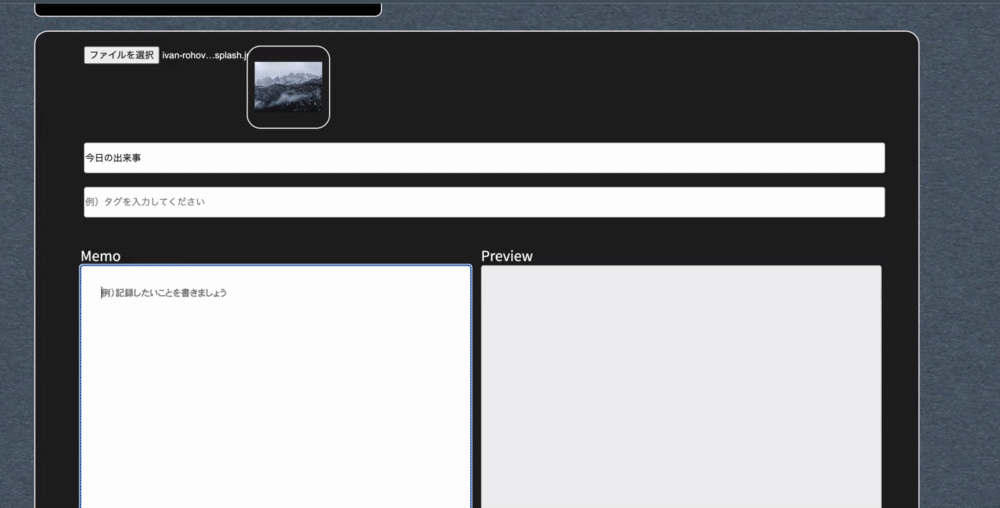 ファイルを選択 ivan-rohov...splash.j
今日の出来事
例）タグを入力してください
Memo
Preview
例）記録したいことを書きましょう